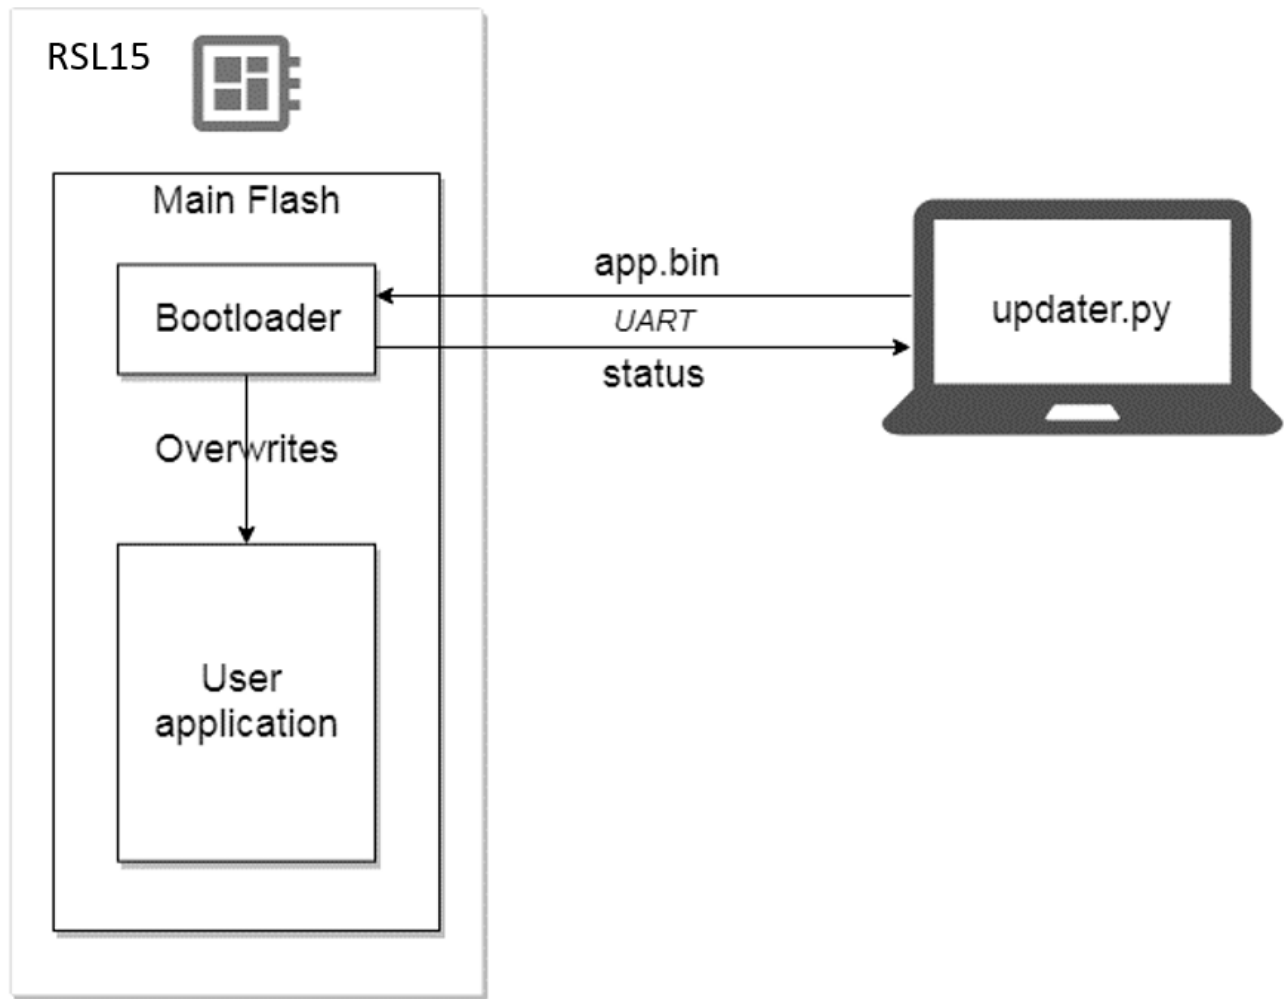 RSL15
Main Flash
Bootloader
app.bin
UART
status
updater.py
Overwrites
User
application